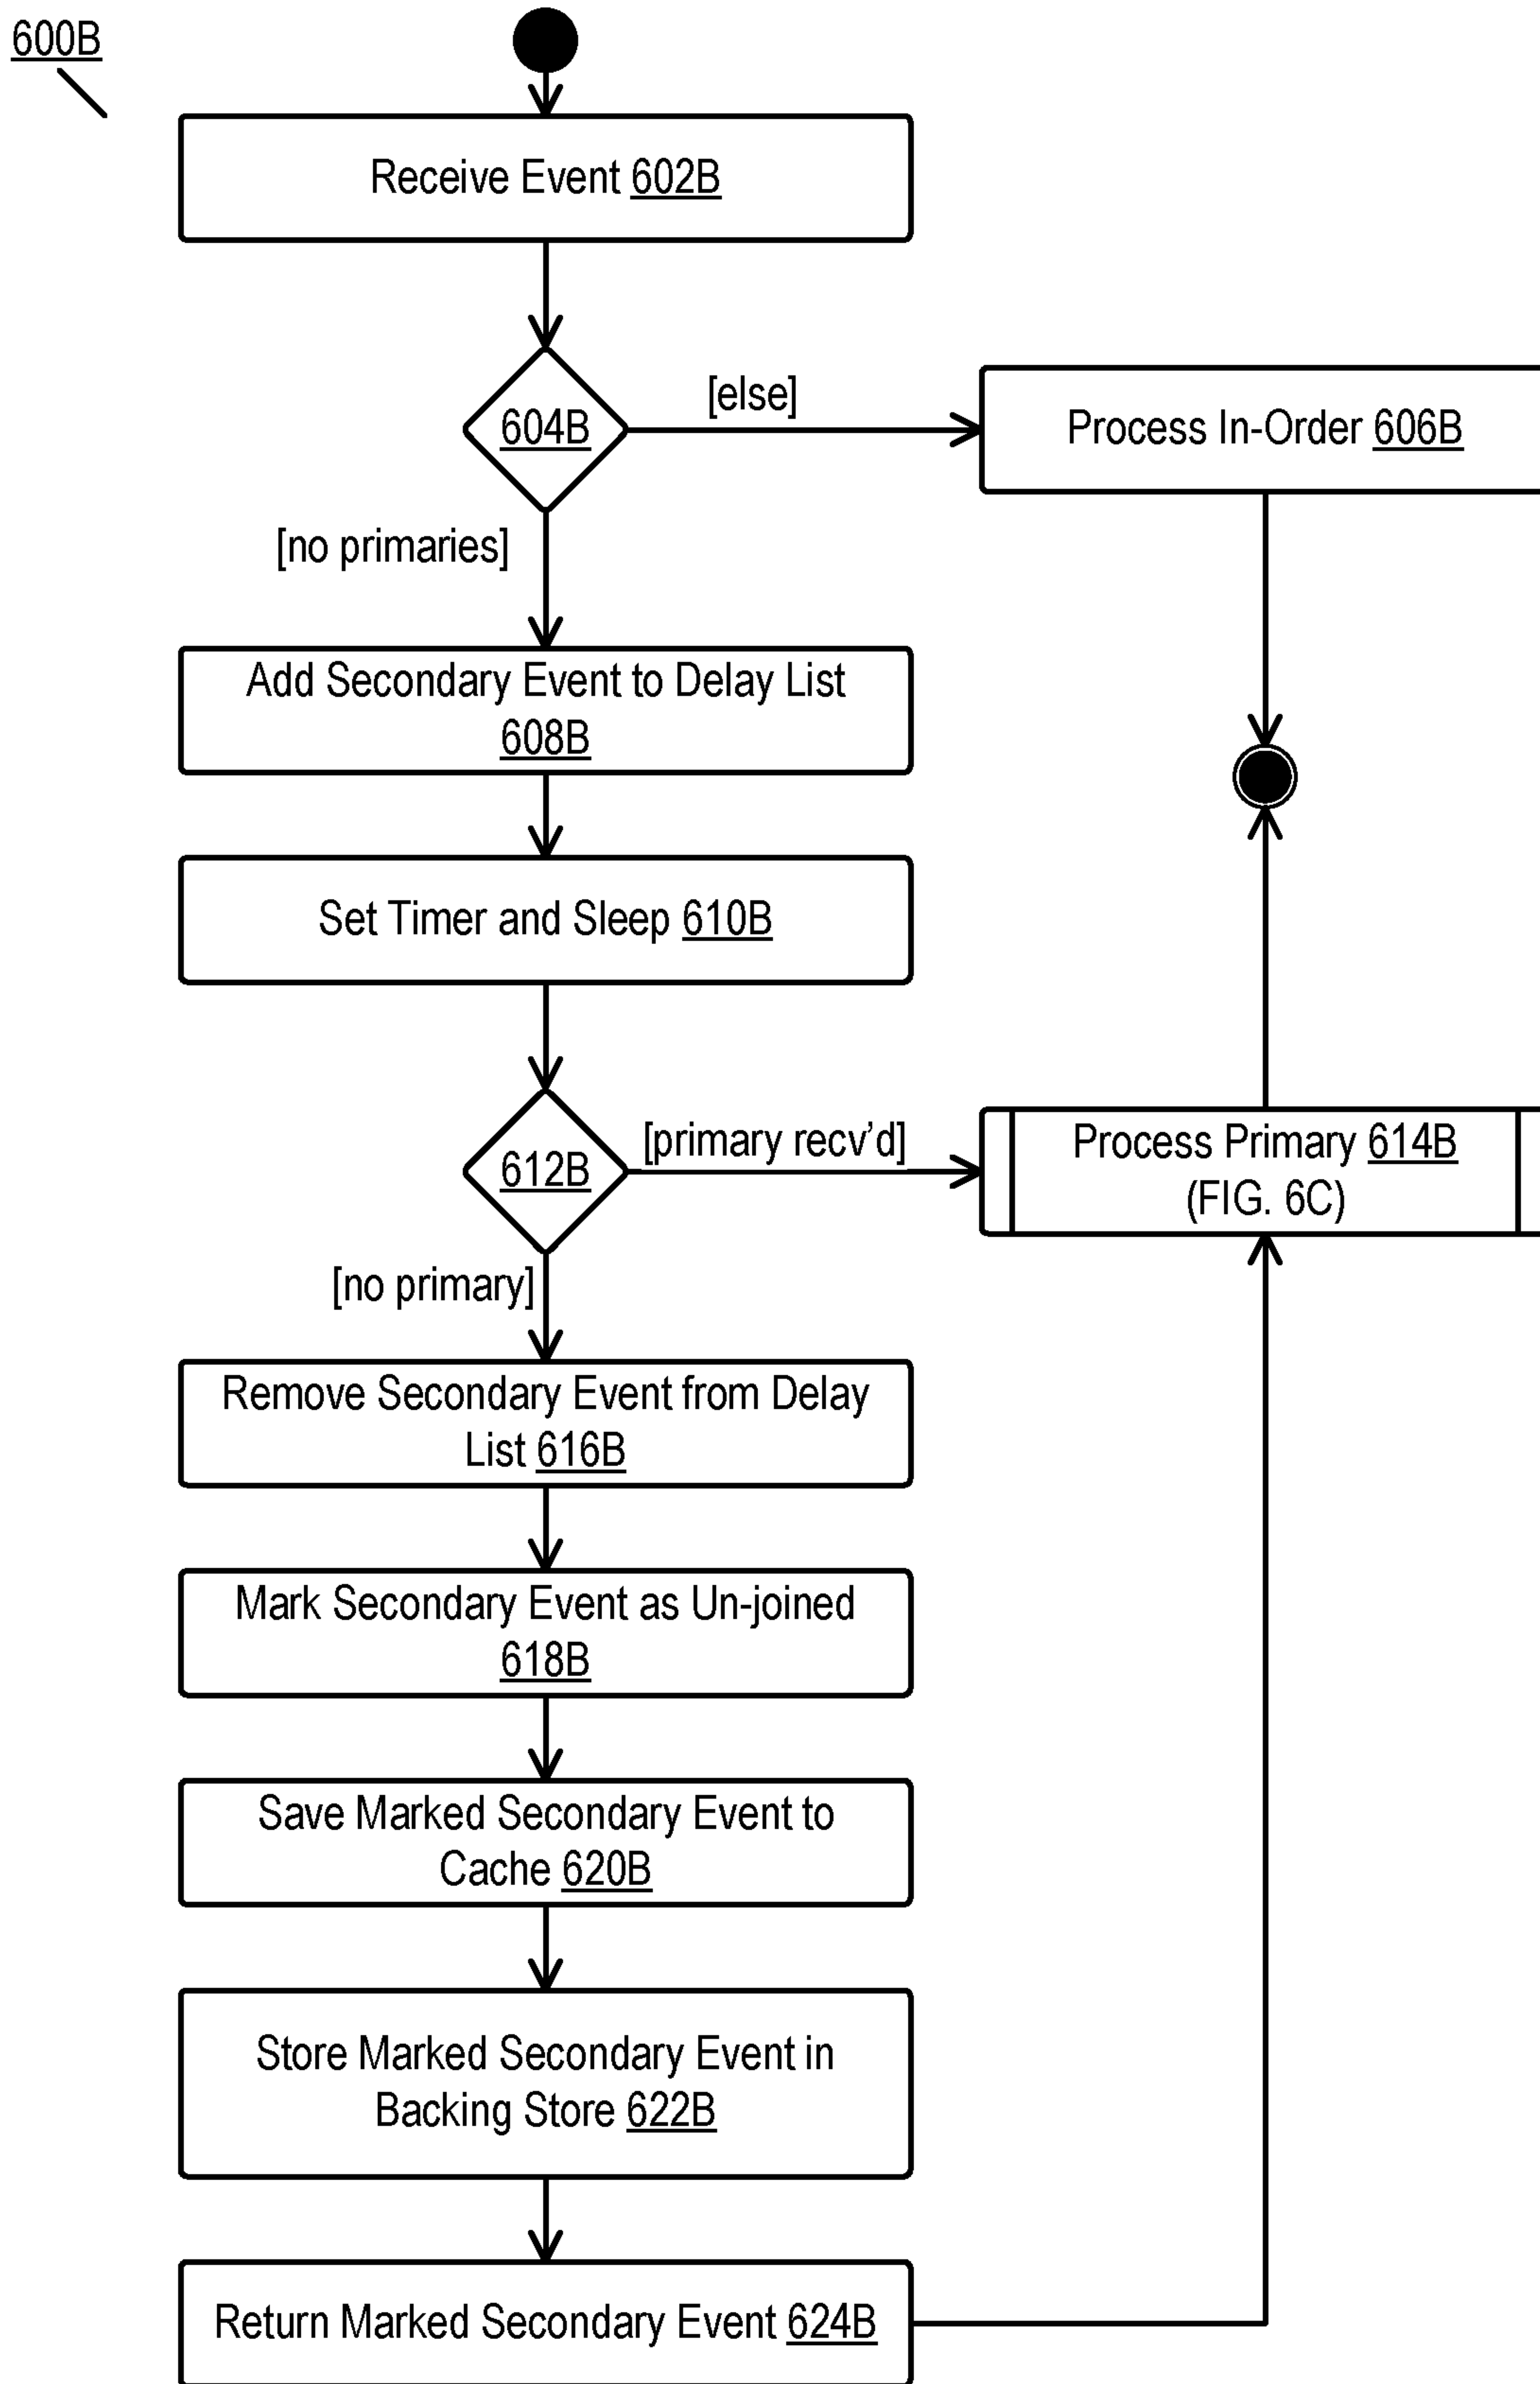 600B
Receive Event 602B
604B
[else]
Process In-Order 606B
[no primaries]
Add Secondary Event to Delay List
608B
Set Timer and Sleep 610B
612B
[primary recv’d]
Process Primary 614B
(FIG. 6C)
[no primary]
Remove Secondary Event from Delay
List 616B
Mark Secondary Event as Un-joined
618B
Save Marked Secondary Event to
Cache 620B
Store Marked Secondary Event in
Backing Store 622B
Return Marked Secondary Event 624B